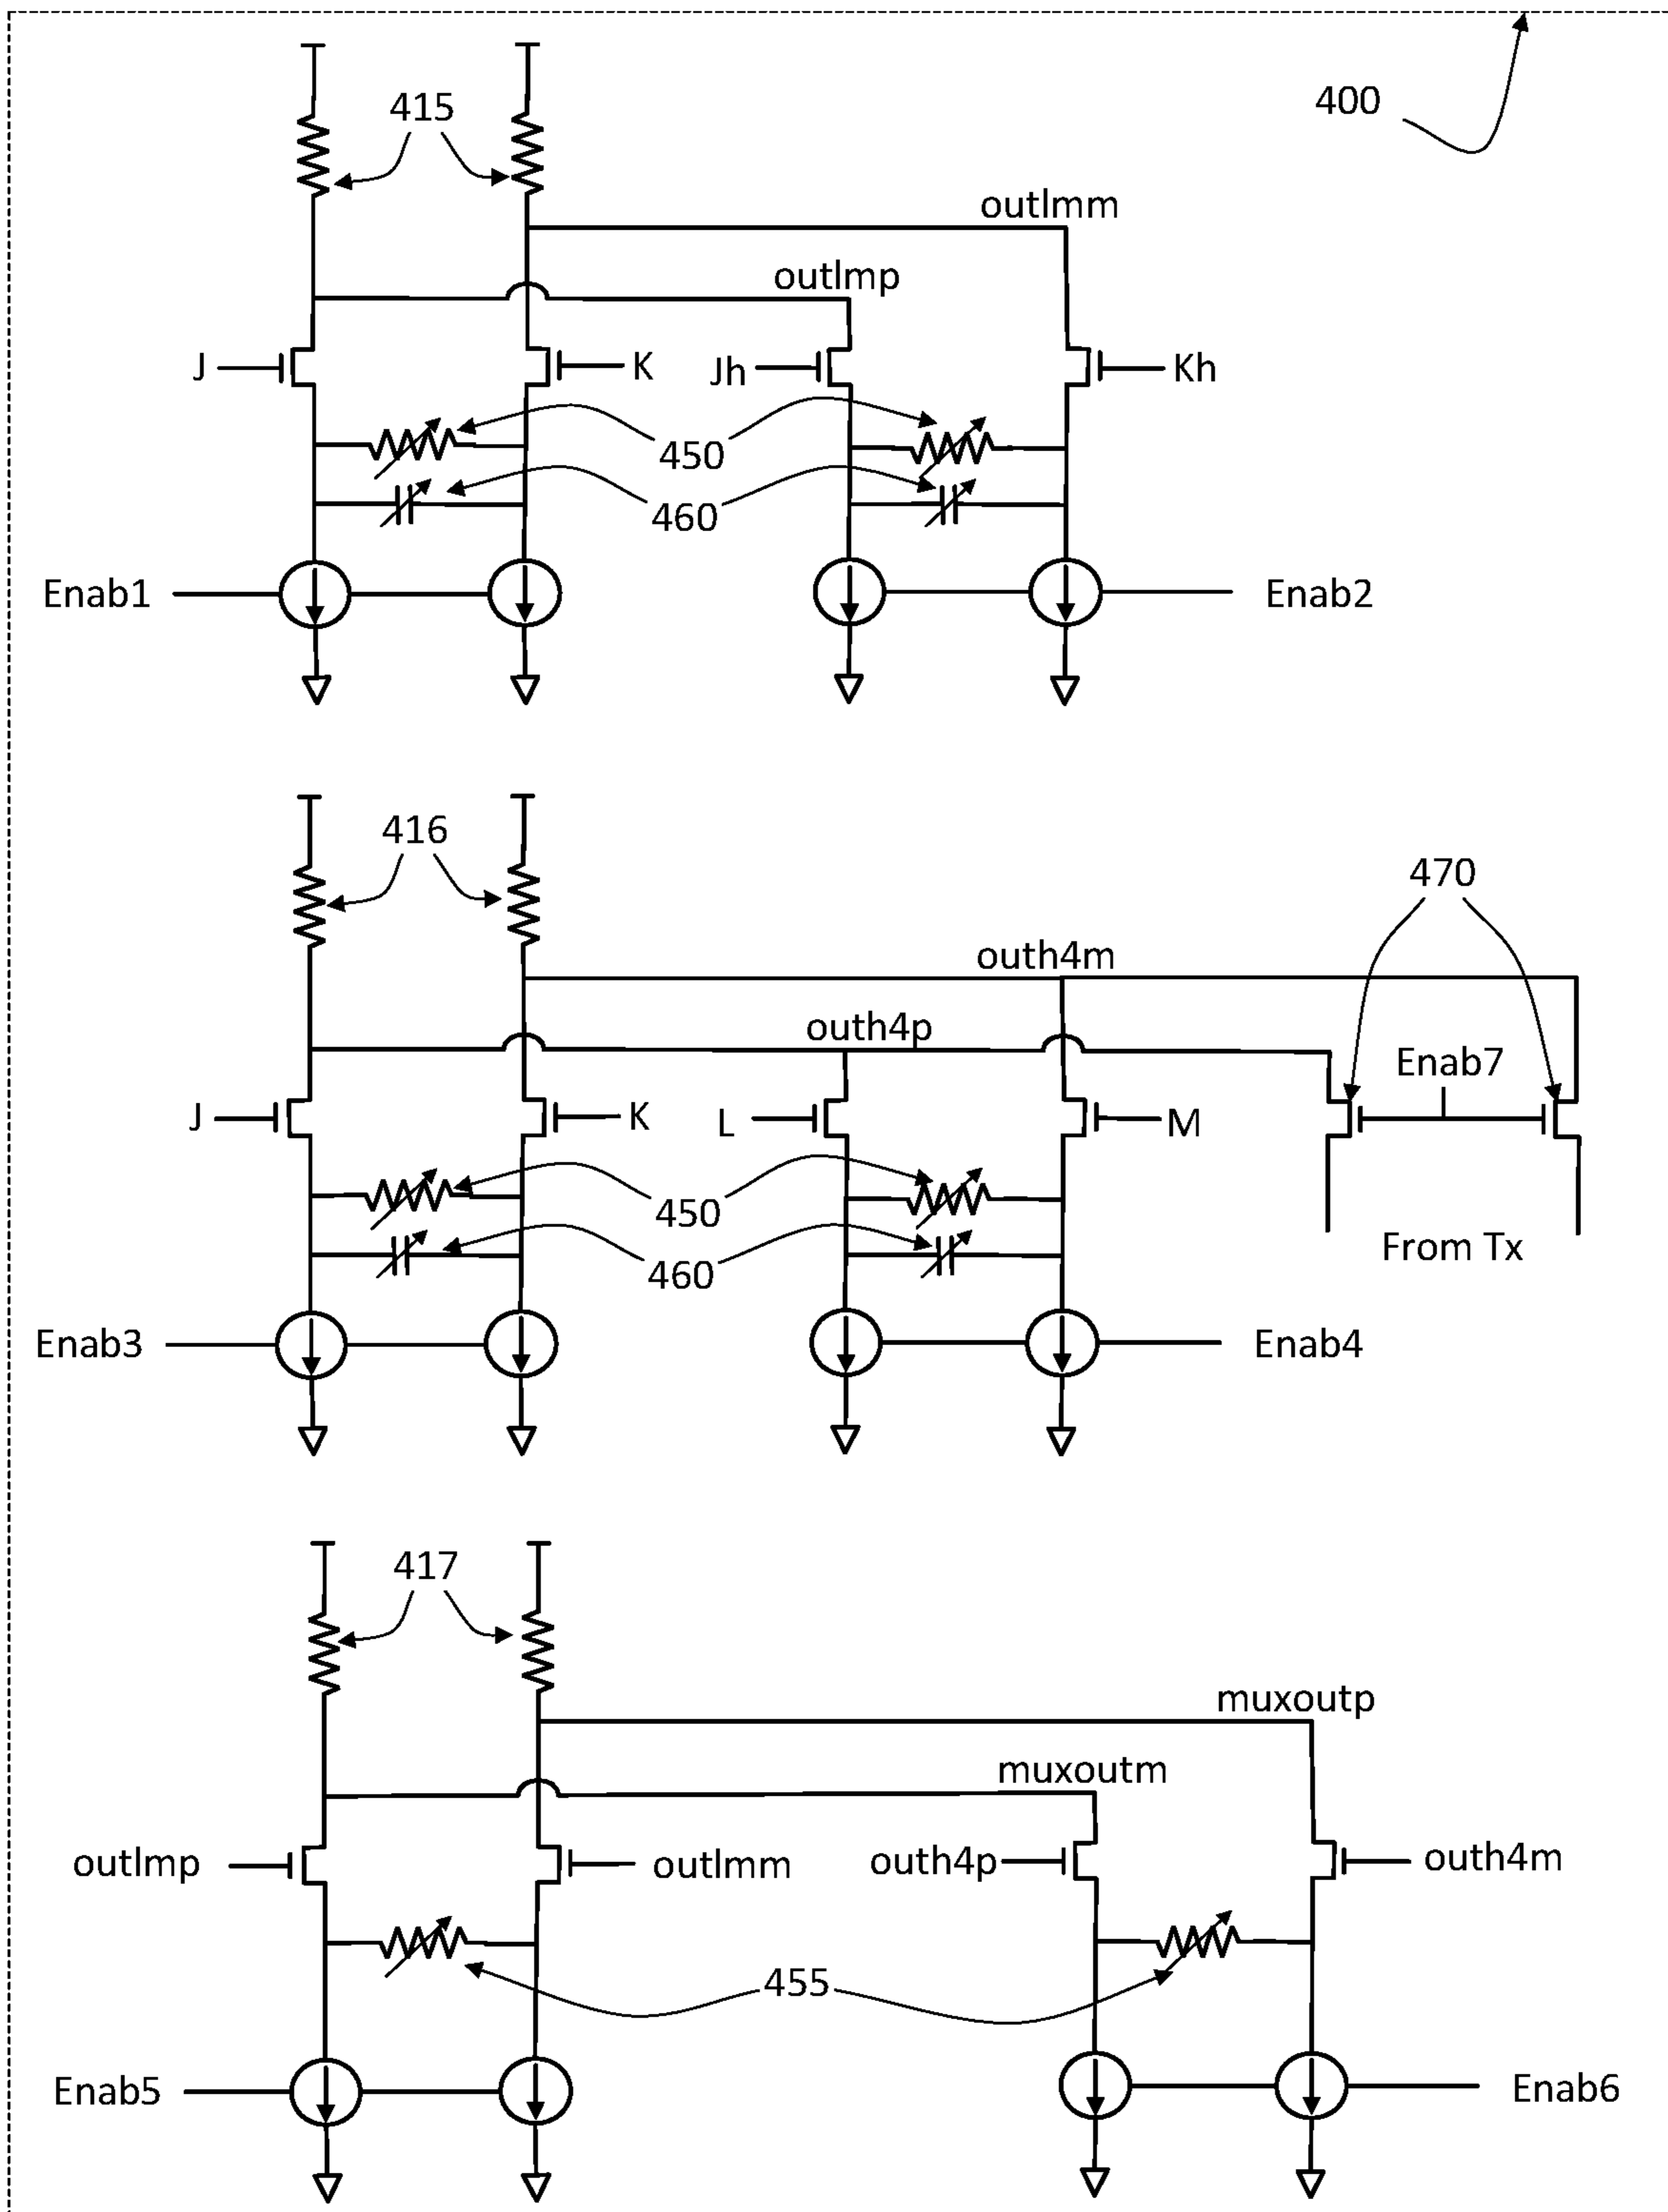 400
415
outlmm
outlmp
J
K
Jh
Kh
450
460
Enab1
Enab2
416
470
outh4m
outh4p
Enab7
J
K
L
M
450
From Tx
460
Enab3
Enab4
417
muxoutp
muxoutm
outlmp
outlmm
outh4p
outh4m
455
Enab5
Enab6